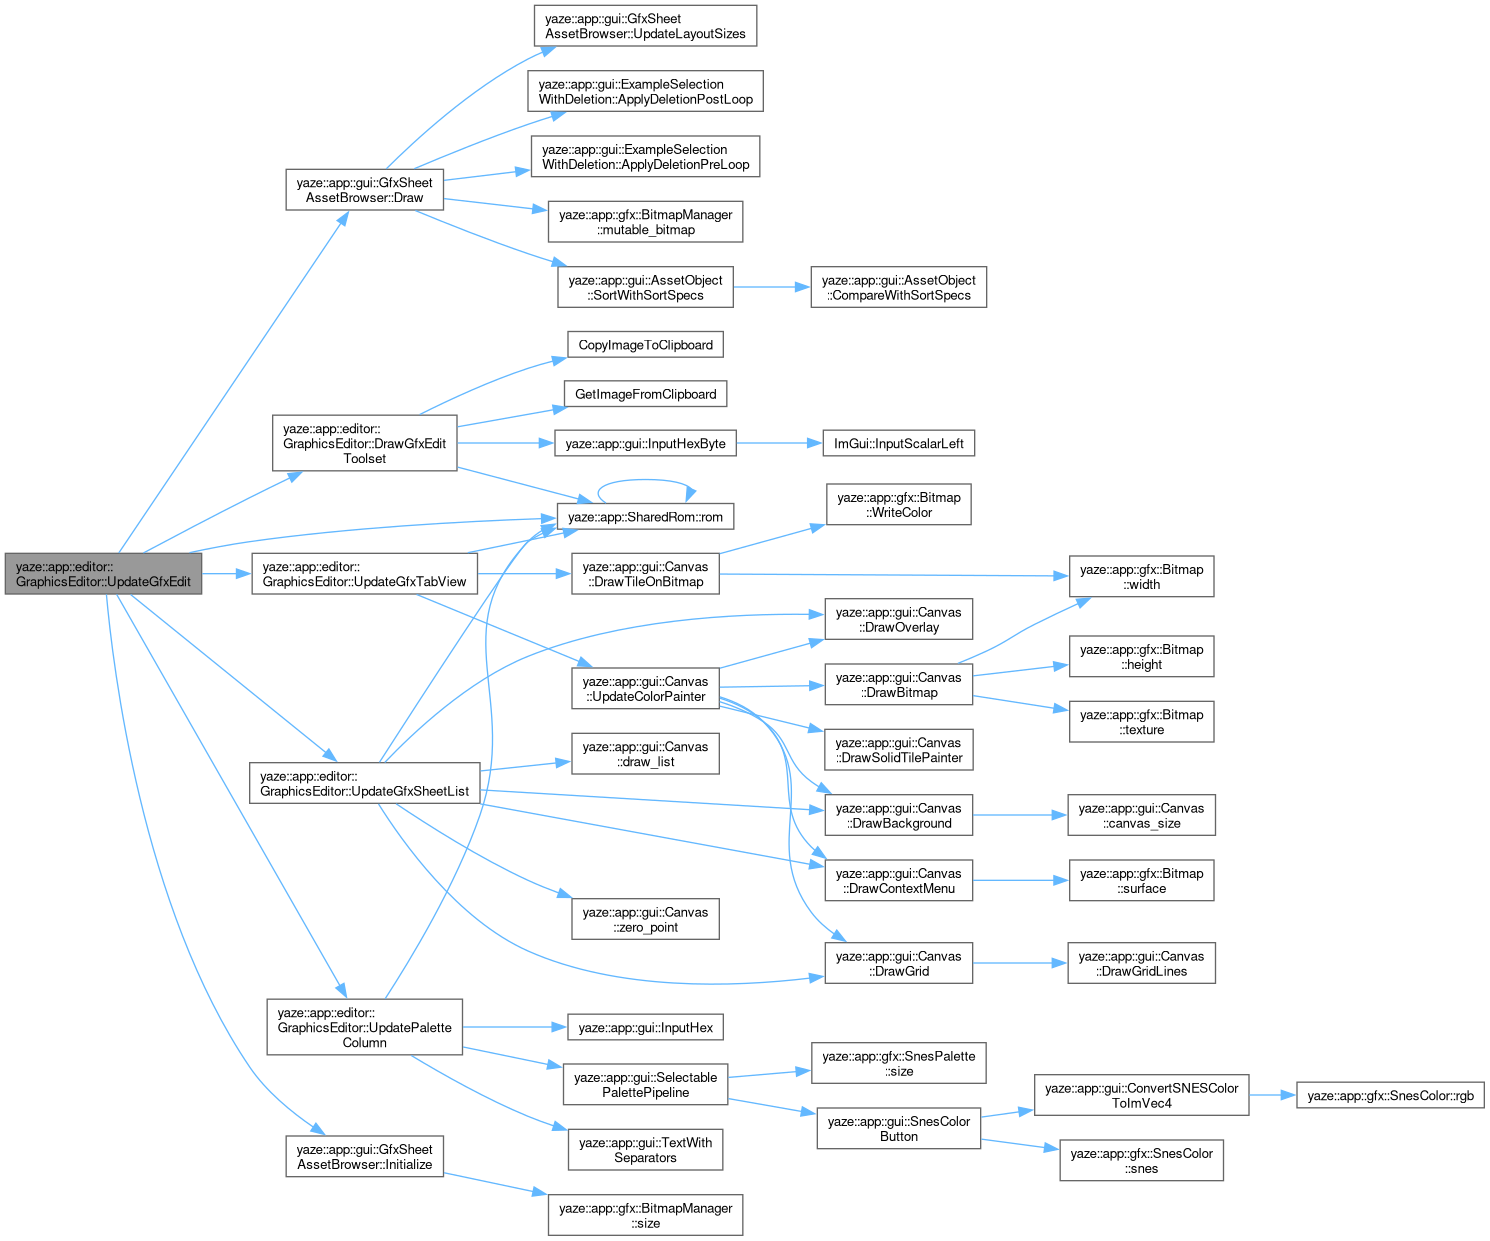 yaze::app::gui::GfxSheet
AssetBrowser::UpdateLayoutSizes
yaze::app::gui::ExampleSelection
WithDeletion::ApplyDeletionPostLoop
yaze::app::gui::ExampleSelection
WithDeletion::ApplyDeletionPreLoop
yaze::app::gui::GfxSheet
AssetBrowser::Draw
yaze::app::gfx::BitmapManager
::mutable_bitmap
yaze::app::gui::AssetObject
::SortWithSortSpecs
yaze::app::gui::AssetObject
::CompareWithSortSpecs
CopyImageToClipboard
GetImageFromClipboard
yaze::app::editor::
GraphicsEditor::DrawGfxEdit
Toolset
yaze::app::gui::InputHexByte
ImGui::InputScalarLeft
yaze::app::SharedRom::rom
yaze::app::gfx::Bitmap
::WriteColor
yaze::app::editor::
GraphicsEditor::UpdateGfxEdit
yaze::app::editor::
GraphicsEditor::UpdateGfxTabView
yaze::app::gui::Canvas
::DrawTileOnBitmap
yaze::app::gfx::Bitmap
::width
yaze::app::gui::Canvas
::DrawOverlay
yaze::app::gfx::Bitmap
::height
yaze::app::gui::Canvas
::UpdateColorPainter
yaze::app::gui::Canvas
::DrawBitmap
yaze::app::gfx::Bitmap
::texture
yaze::app::gui::Canvas
::draw_list
yaze::app::gui::Canvas
::DrawSolidTilePainter
yaze::app::editor::
GraphicsEditor::UpdateGfxSheetList
yaze::app::gui::Canvas
::DrawBackground
yaze::app::gui::Canvas
::canvas_size
yaze::app::gui::Canvas
::DrawContextMenu
yaze::app::gfx::Bitmap
::surface
yaze::app::gui::Canvas
::zero_point
yaze::app::gui::Canvas
::DrawGrid
yaze::app::gui::Canvas
::DrawGridLines
yaze::app::editor::
GraphicsEditor::UpdatePalette
Column
yaze::app::gui::InputHex
yaze::app::gui::Selectable
PalettePipeline
yaze::app::gfx::SnesPalette
::size
yaze::app::gui::SnesColor
Button
yaze::app::gui::ConvertSNESColor
ToImVec4
yaze::app::gfx::SnesColor::rgb
yaze::app::gfx::SnesColor
::snes
yaze::app::gui::TextWith
Separators
yaze::app::gui::GfxSheet
AssetBrowser::Initialize
yaze::app::gfx::BitmapManager
::size